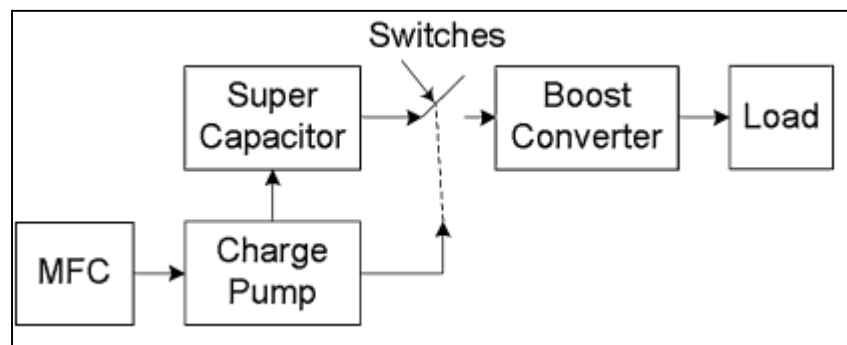 Switches
Super
Capacitor
Boost
Converter
Load
MFC
Charge
Pump